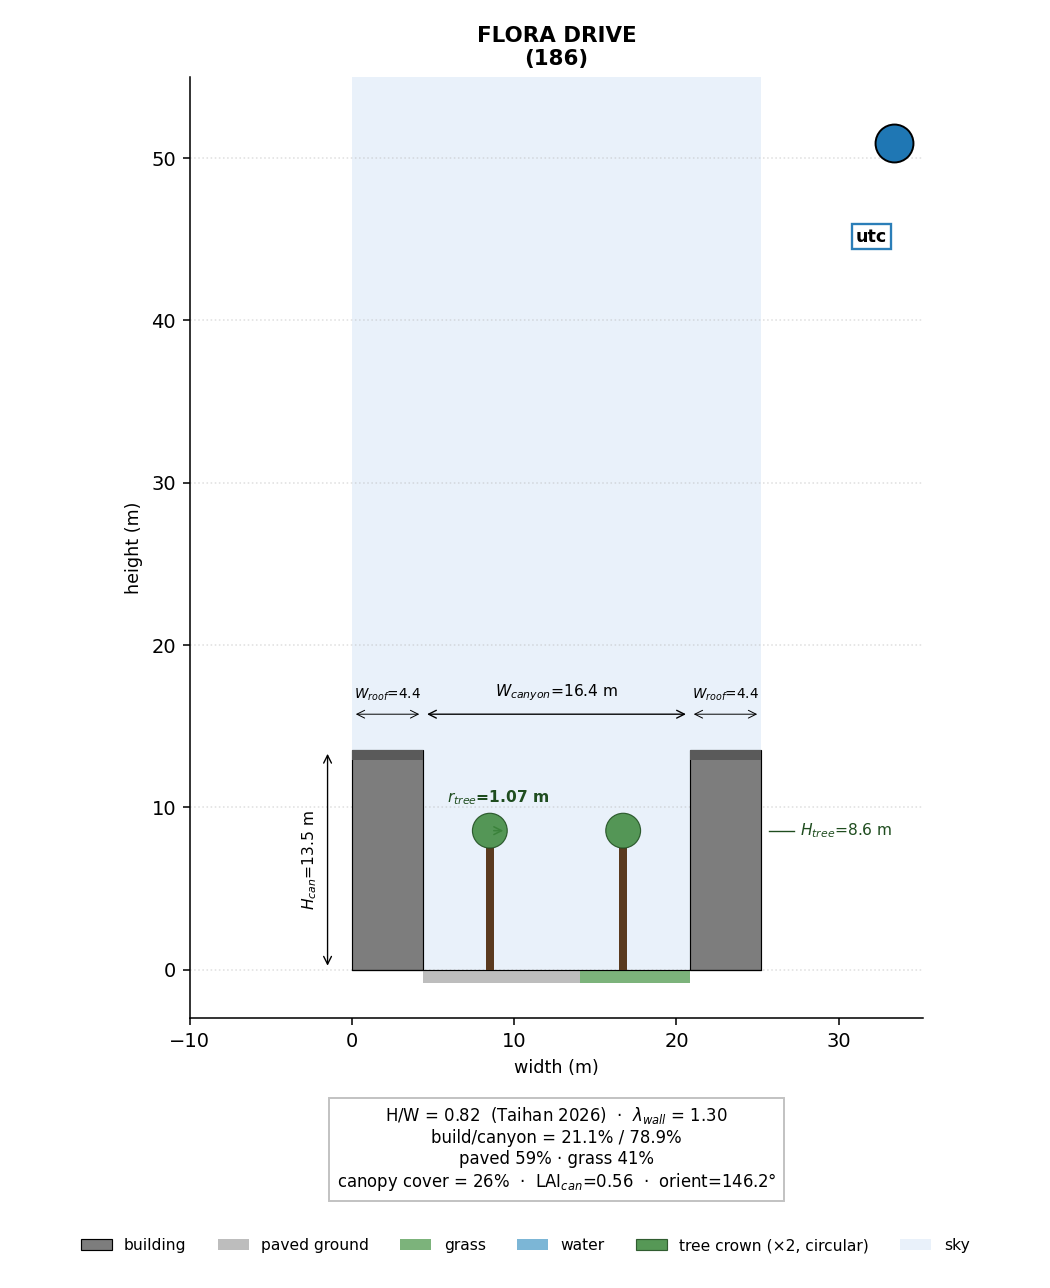 FLORA DRIVE
(186)
utc
50
40
30
20
10
0
height (m)
W_roof=4.4
W_canyon=16.4 m
W_roof=4.4
r_tree=1.07 m
H_tree=8.6 m
H_can=13.5 m
−10 0 10 20 30
width (m)
H/W = 0.82 (Taihan 2026) · λ_wall = 1.30
build/canyon = 21.1% / 78.9%
paved 59% · grass 41%
canopy cover = 26% · LAI_can=0.56 · orient=146.2°
building paved ground grass water tree crown (×2, circular) sky